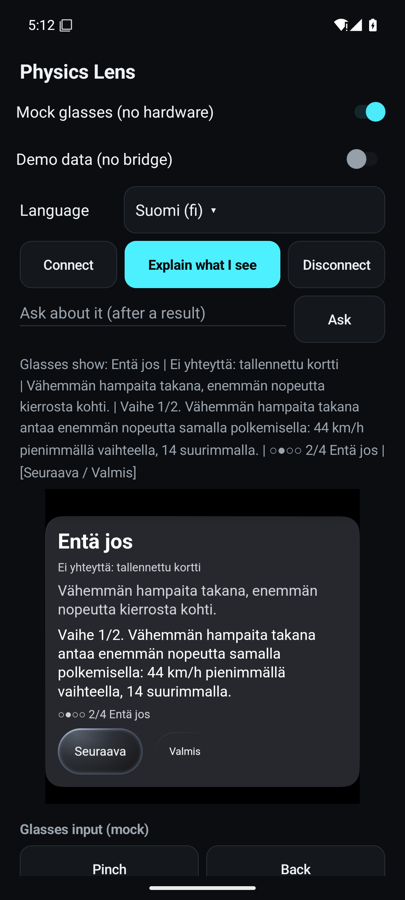 5:12
Physics Lens
Mock glasses (no hardware)
Demo data (no bridge)
Language
Suomi (fi) ▾
Connect
Explain what I see
Disconnect
Ask about it (after a result)
Ask
Glasses show: Entä jos | Ei yhteyttä: tallennettu kortti
| Vähemmän hampaita takana, enemmän nopeutta
kierrosta kohti. | Vaihe 1/2. Vähemmän hampaita takana
antaa enemmän nopeutta samalla polkemisella: 44 km/h
pienimmällä vaihteella, 14 suurimmalla. | ○●○○ 2/4 Entä jos |
[Seuraava / Valmis]
Entä jos
Ei yhteyttä: tallennettu kortti
Vähemmän hampaita takana, enemmän
nopeutta kierrosta kohti.
Vaihe 1/2. Vähemmän hampaita takana
antaa enemmän nopeutta samalla
polkemisella: 44 km/h pienimmällä
vaihteella, 14 suurimmalla.
○●○○ 2/4 Entä jos
Seuraava
Valmis
Glasses input (mock)
Pinch
Back